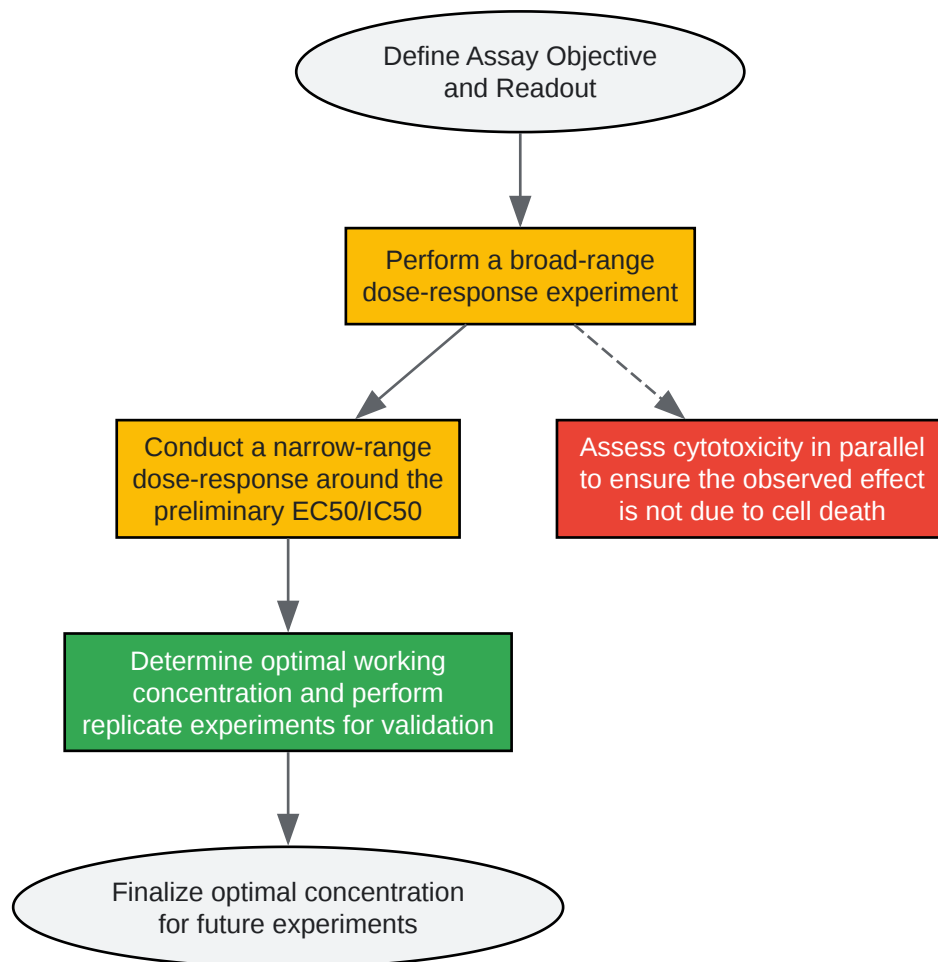 Define Assay Objective
and Readout
Perform a broad-range
dose-response experiment
Conduct a narrow-range
dose-response around the
preliminary EC50/IC50
Assess cytotoxicity in parallel
to ensure the observed effect
is not due to cell death
Determine optimal working
concentration and perform
replicate experiments for validation
Finalize optimal concentration
for future experiments